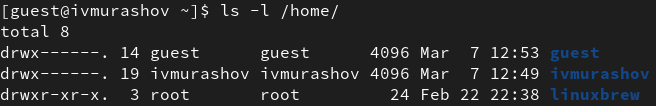 [guest@ivmurashov ~]$ ls -l /home/
total 8
drwx------. 14 guest      guest      4096 Mar  7 12:53 guest
drwx------. 19 ivmurashov ivmurashov 4096 Mar  7 12:49 ivmurashov
drwxr-xr-x.  3 root       root         24 Feb 22 22:38 linuxbrew